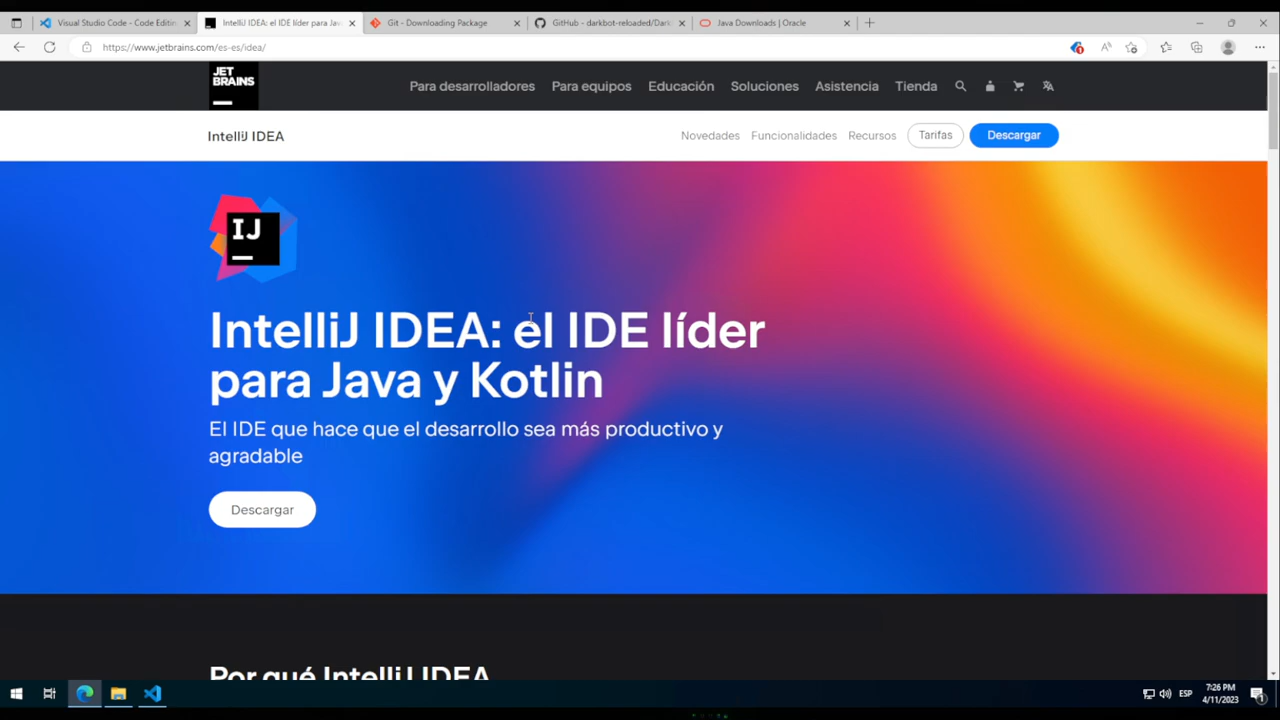 Visual Studio Code - Code Editin
IntelliJ IDEA: el IDE líder para Jav
Git - Downloading Package
GitHub - darkbot-reloaded/Dark
Java Downloads | Oracle
https://www.jetbrains.com/es-es/idea/
JET
BRAINS
Para desarrolladores
Para equipos
Educación
Soluciones
Asistencia
Tienda
IntelliJ IDEA
Novedades
Funcionalidades
Recursos
Tarifas
Descargar
IJ
IntelliJ IDEA: el IDE líder
para Java y Kotlin
El IDE que hace que el desarrollo sea más productivo y
agradable
Descargar
Por qué IntelliJ IDEA
ESP
7:26 PM
4/11/2023